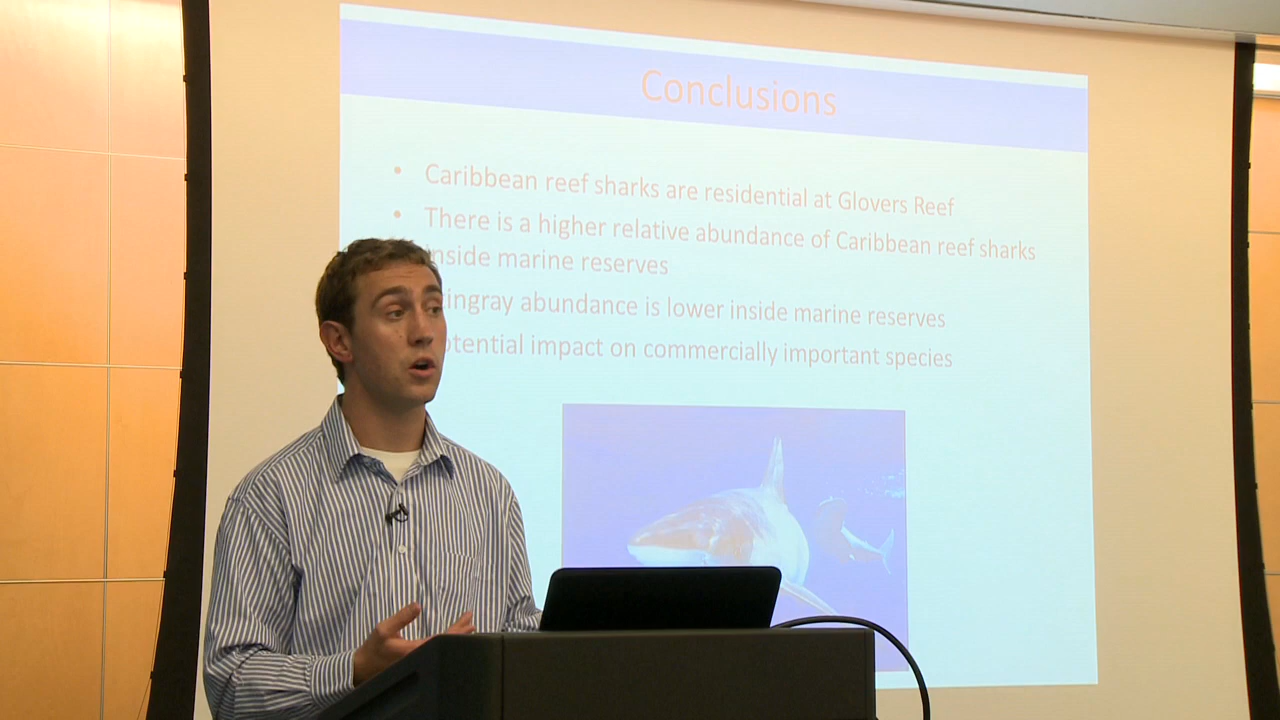 Conclusions
• Caribbean reef sharks are residential at Glovers Reef
• There is a higher relative abundance of Caribbean reef sharks
inside marine reserves
ingray abundance is lower inside marine reserves
otential impact on commercially important species